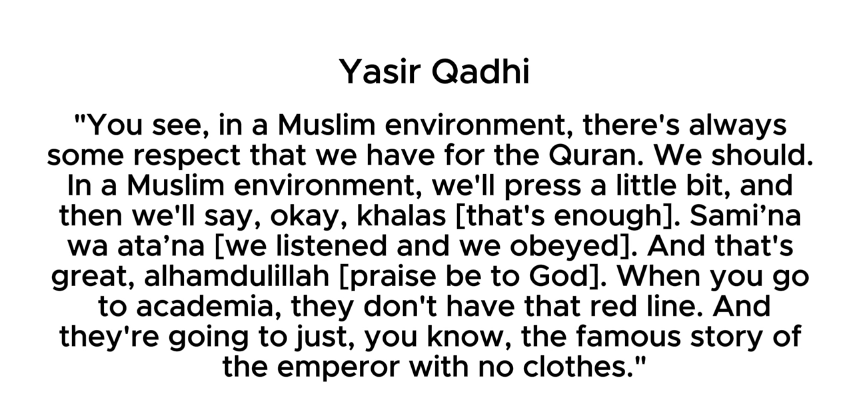 Yasir Qadhi
"You see, in a Muslim environment, there's always
some respect that we have for the Quran. We should.
In a Muslim environment, we'll press a little bit, and
then we'll say, okay, khalas [that's enough]. Sami’na
wa ata’na [we listened and we obeyed]. And that's
great, alhamdulillah [praise be to God]. When you go
to academia, they don't have that red line. And
they're going to just, you know, the famous story of
the emperor with no clothes."